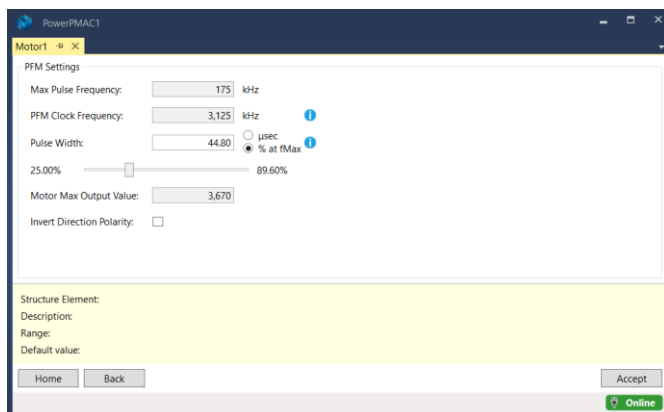 PowerPMAC1
Motor1
PFM Settings
Max Pulse Frequency: 175 kHz
PFM Clock Frequency: 3,125 kHz
Pulse Width: 44.80 µsec
% at fMax
25.00% 89.60%
Motor Max Output Value: 3,670
Invert Direction Polarity:
Structure Element:
Description:
Range:
Default value:
Home Back Accept
Online